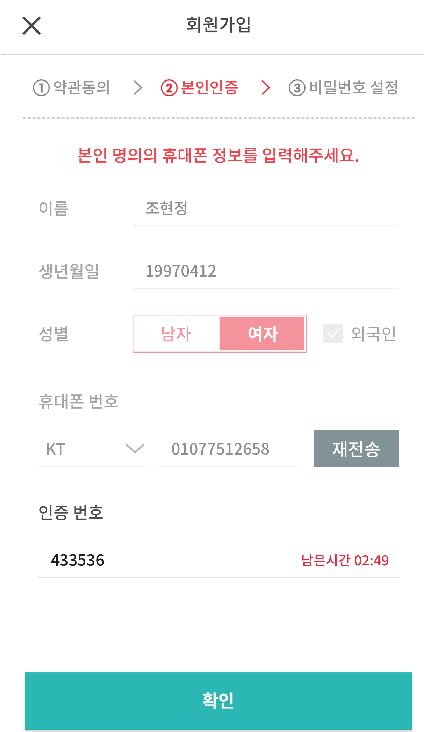 회원가입
① 약관동의 > ② 본인인증 > ③ 비밀번호 설정
본인 명의의 휴대폰 정보를 입력해주세요.
이름 조현정
생년월일 19970412
성별 남자 여자 외국인
휴대폰 번호
KT 01077512658 재전송
인증 번호
433536 남은시간 02:49
확인